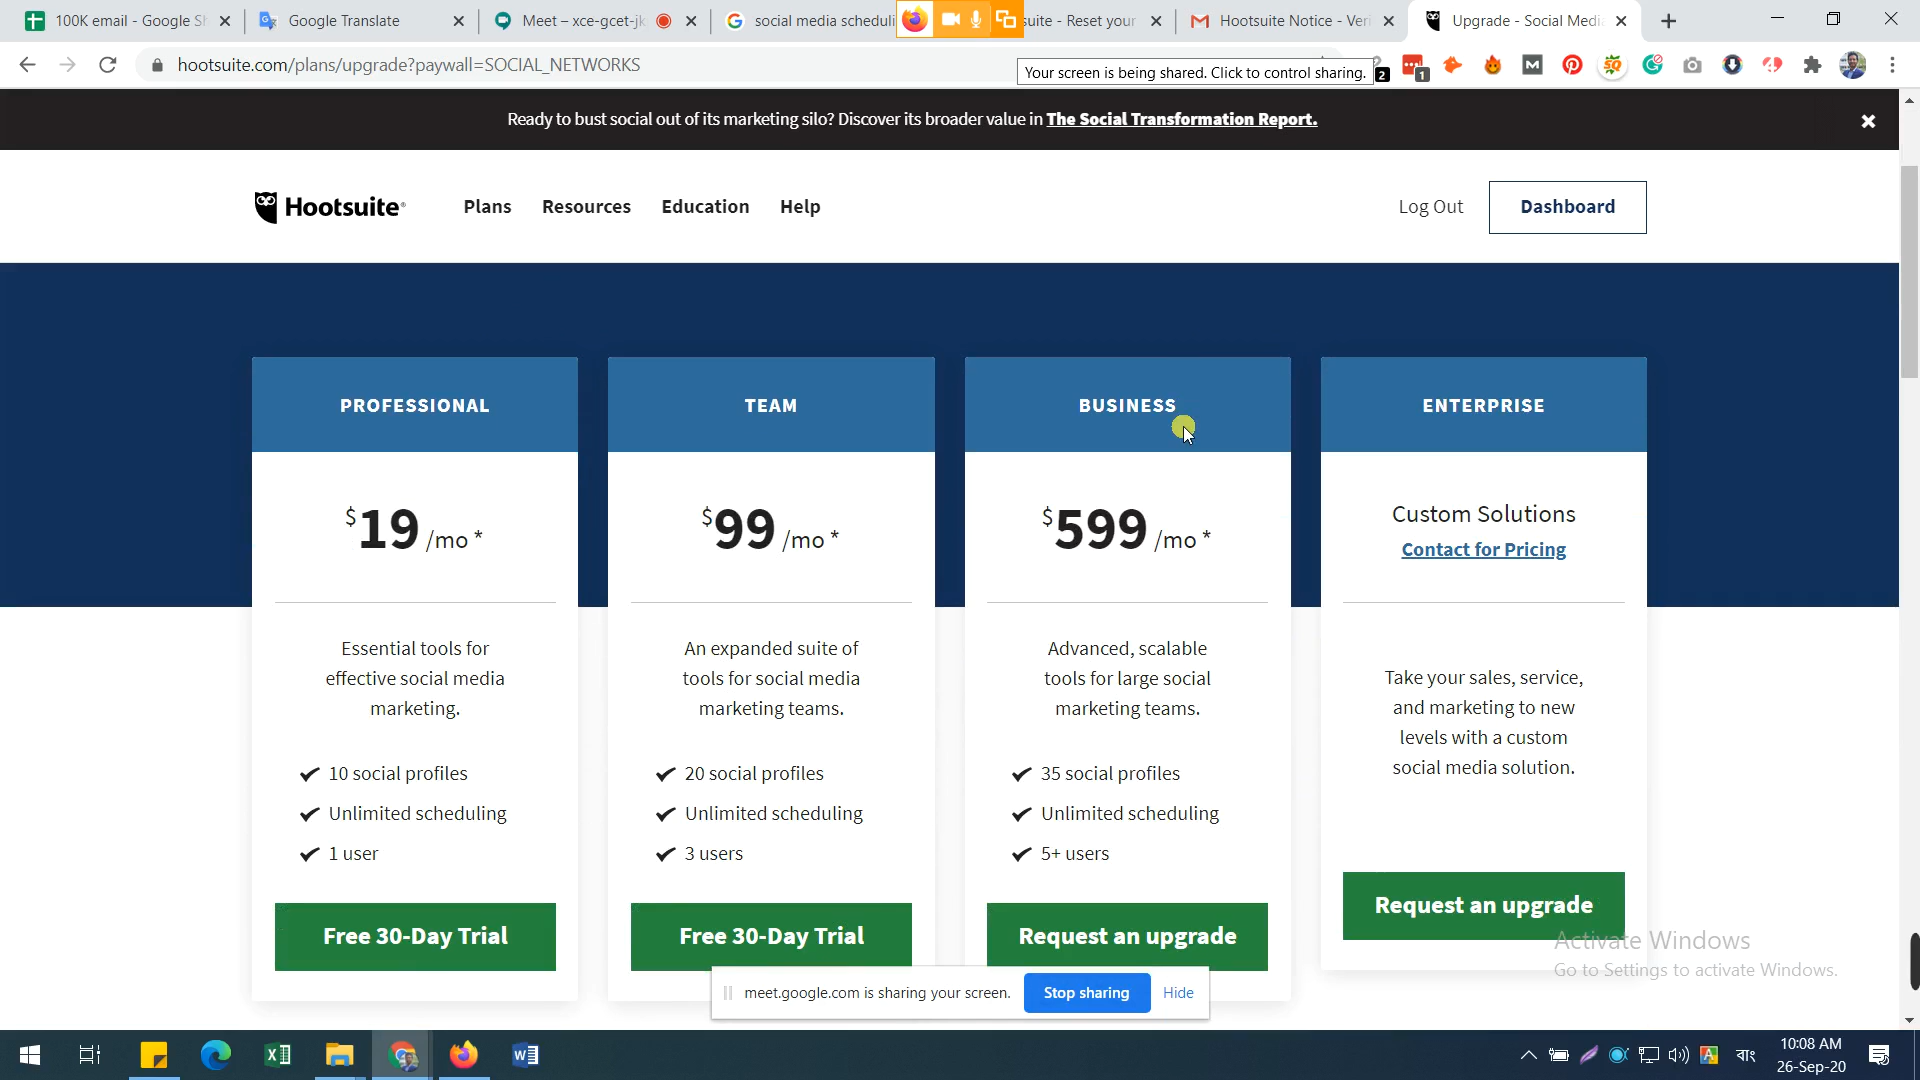 100K email - Google Sh
Google Translate
Meet – xce-gcet-jk
social media scheduli
suite - Reset your
Hootsuite Notice - Veri
Upgrade - Social Media
hootsuite.com/plans/upgrade?paywall=SOCIAL_NETWORKS
Your screen is being shared. Click to control sharing.
2
1
Ready to bust social out of its marketing silo? Discover its broader value in The Social Transformation Report.
Hootsuite
Plans
Resources
Education
Help
Log Out
Dashboard
PROFESSIONAL
$19/mo *
Essential tools for
effective social media
marketing.
10 social profiles
Unlimited scheduling
1 user
Free 30-Day Trial
TEAM
$99/mo *
An expanded suite of
tools for social media
marketing teams.
20 social profiles
Unlimited scheduling
3 users
Free 30-Day Trial
BUSINESS
$599/mo *
Advanced, scalable
tools for large social
marketing teams.
35 social profiles
Unlimited scheduling
5+ users
Request an upgrade
ENTERPRISE
Custom Solutions
Contact for Pricing
Take your sales, service,
and marketing to new
levels with a custom
social media solution.
Request an upgrade
Activate Windows
Go to Settings to activate Windows.
meet.google.com is sharing your screen.
Stop sharing
Hide
বাং
10:08 AM
26-Sep-20